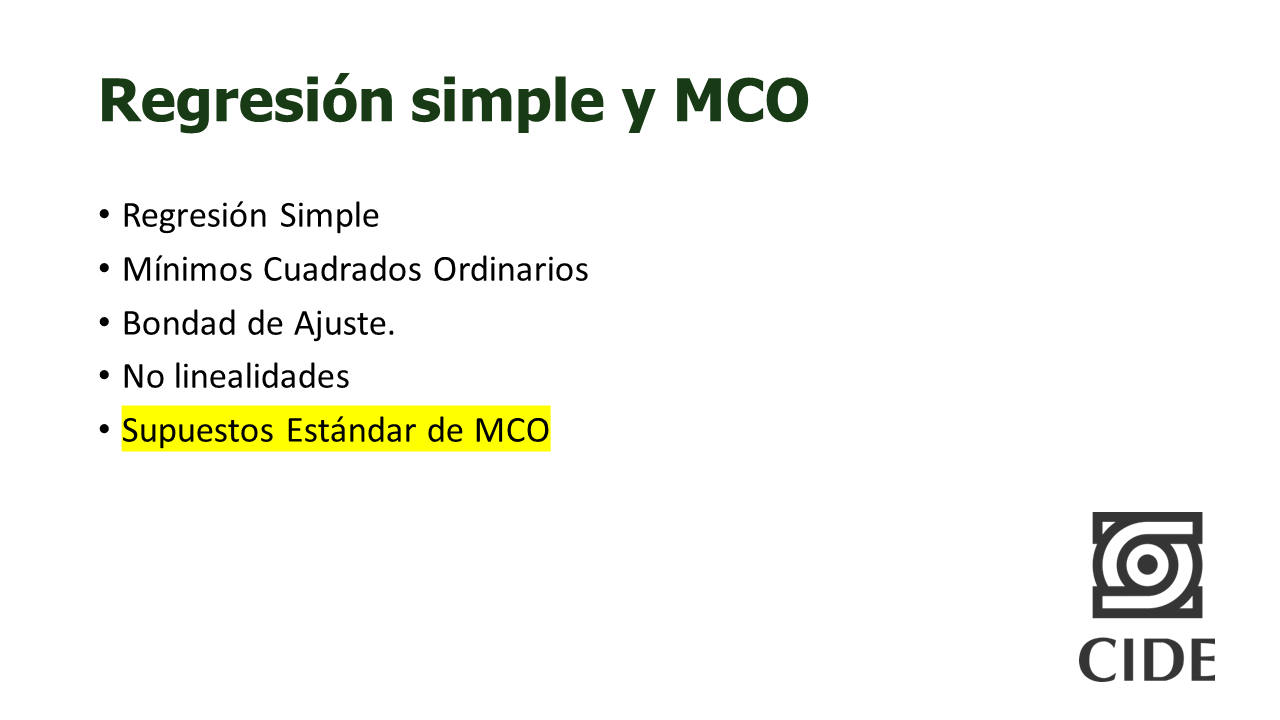 Regresión simple y MCO
• Regresión Simple
• Mínimos Cuadrados Ordinarios
• Bondad de Ajuste.
• No linealidades
• Supuestos Estándar de MCO
CIDE